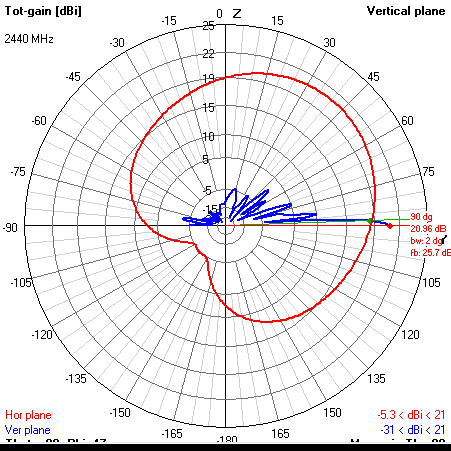 Tot-gain [dBi]
Vertical plane
2440 MHz
0 Z
-15 15
-30 30
-45 45
-60 60
-75 75
-90
-105 105
-120 120
-135 135
-150 150
-165 165
-180
25
22
19
15
10
5
-5
-15
90 dg
20.96 dB
bw: 2 dg
fb: 25.7 dB
Y
Hor plane
-5.3 < dBi < 21
Ver plane
-31 < dBi < 21